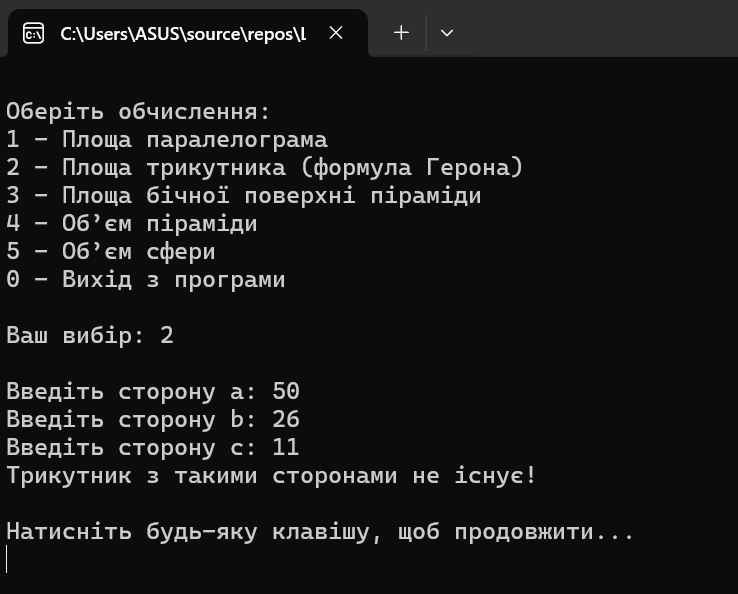 C:\Users\ASUS\source\repos\L
Оберіть обчислення:
1 - Площа паралелограма
2 - Площа трикутника (формула Герона)
3 - Площа бічної поверхні піраміди
4 - Об’єм піраміди
5 - Об’єм сфери
0 - Вихід з програми
Ваш вибір: 2
Введіть сторону a: 50
Введіть сторону b: 26
Введіть сторону c: 11
Трикутник з такими сторонами не існує!
Натисніть будь-яку клавішу, щоб продовжити...